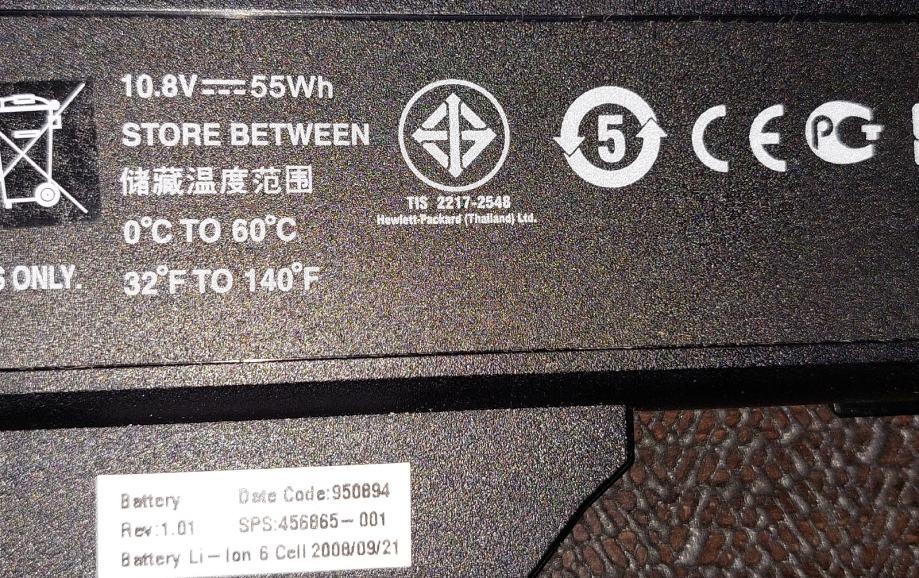 10.8V⎓55Wh
STORE BETWEEN
储藏温度范围
0°C TO 60°C
32°F TO 140°F
ONLY.
TIS 2217-2548
Hewlett-Packard (Thailand) Ltd.
5
CE
PCT
Battery Date Code:950894
Rev:1.01 SPS:456865-001
Battery Li-Ion 6 Cell 2008/09/21